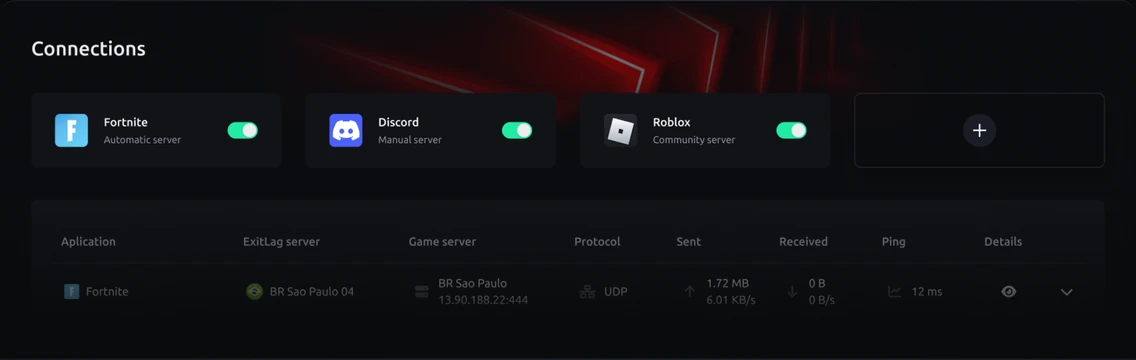 Connections
Fortnite
Automatic server
Discord
Manual server
Roblox
Community server
Aplication ExitLag server Game server Protocol Sent Received Ping Details
Fortnite BR Sao Paulo 04 BR Sao Paulo 13.90.188.22:444 UDP 1.72 MB 6.01 KB/s 0 B 0 B/s 12 ms